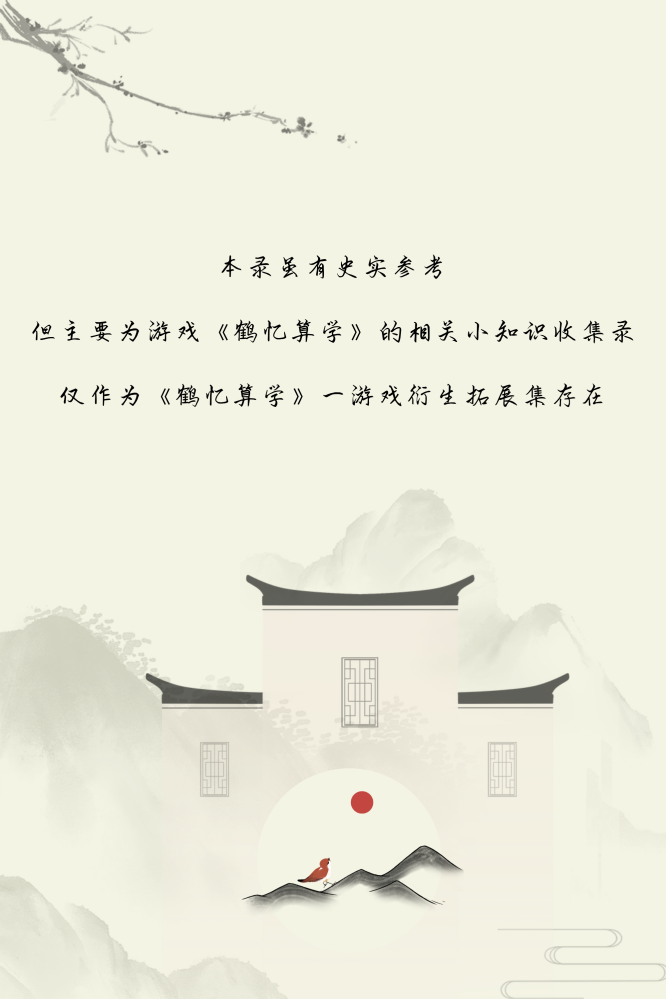 本录虽有史实参考
但主要为游戏《鹤忆算学》的相关小知识收集录
仅作为《鹤忆算学》一游戏衍生拓展集存在